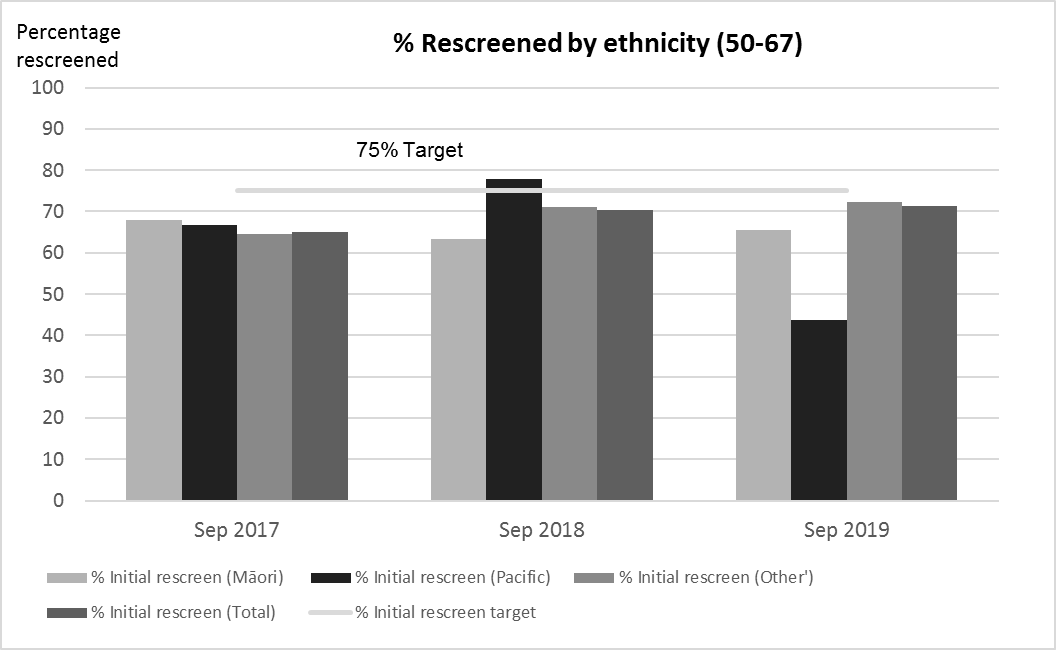 Percentage
rescreened
% Rescreened by ethnicity (50-67)
100
90
80
70
60
50
40
30
20
10
0
75% Target
Sep 2017
Sep 2018
Sep 2019
% Initial rescreen (Māori)
% Initial rescreen (Pacific)
% Initial rescreen (Other')
% Initial rescreen (Total)
% Initial rescreen target